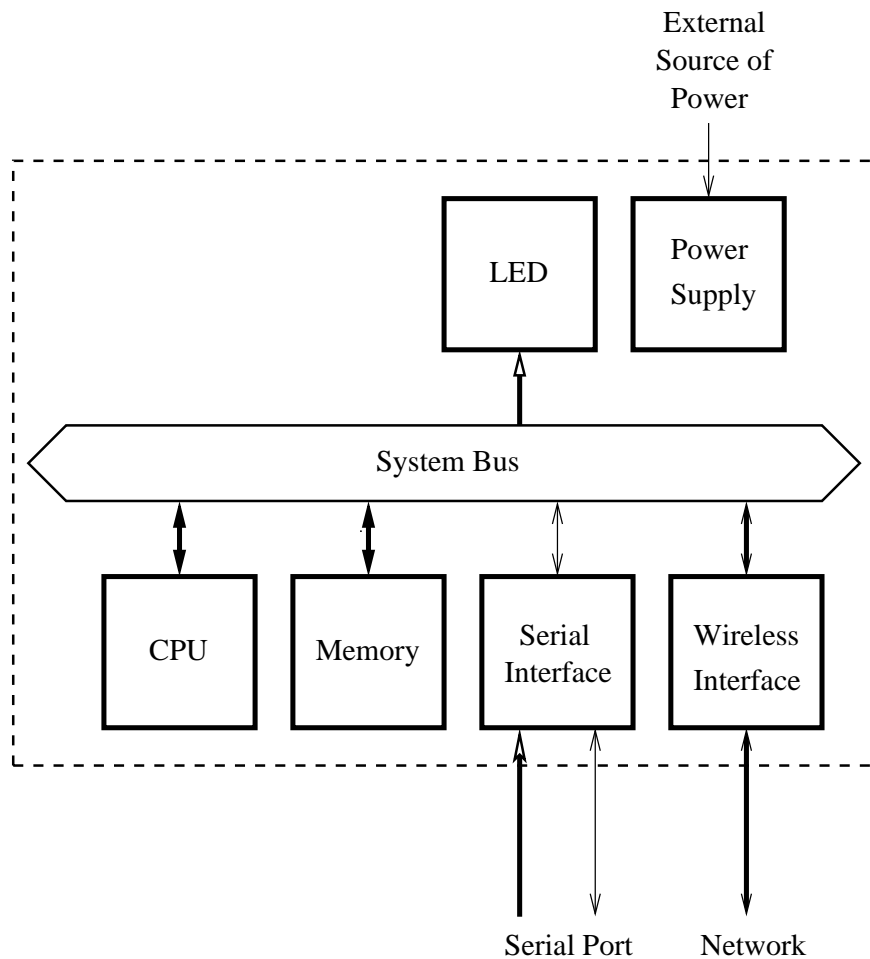 External
Source of
Power
LED
Power
Supply
System Bus
CPU
Memory
Serial
Interface
Wireless
Interface
Serial Port
Network